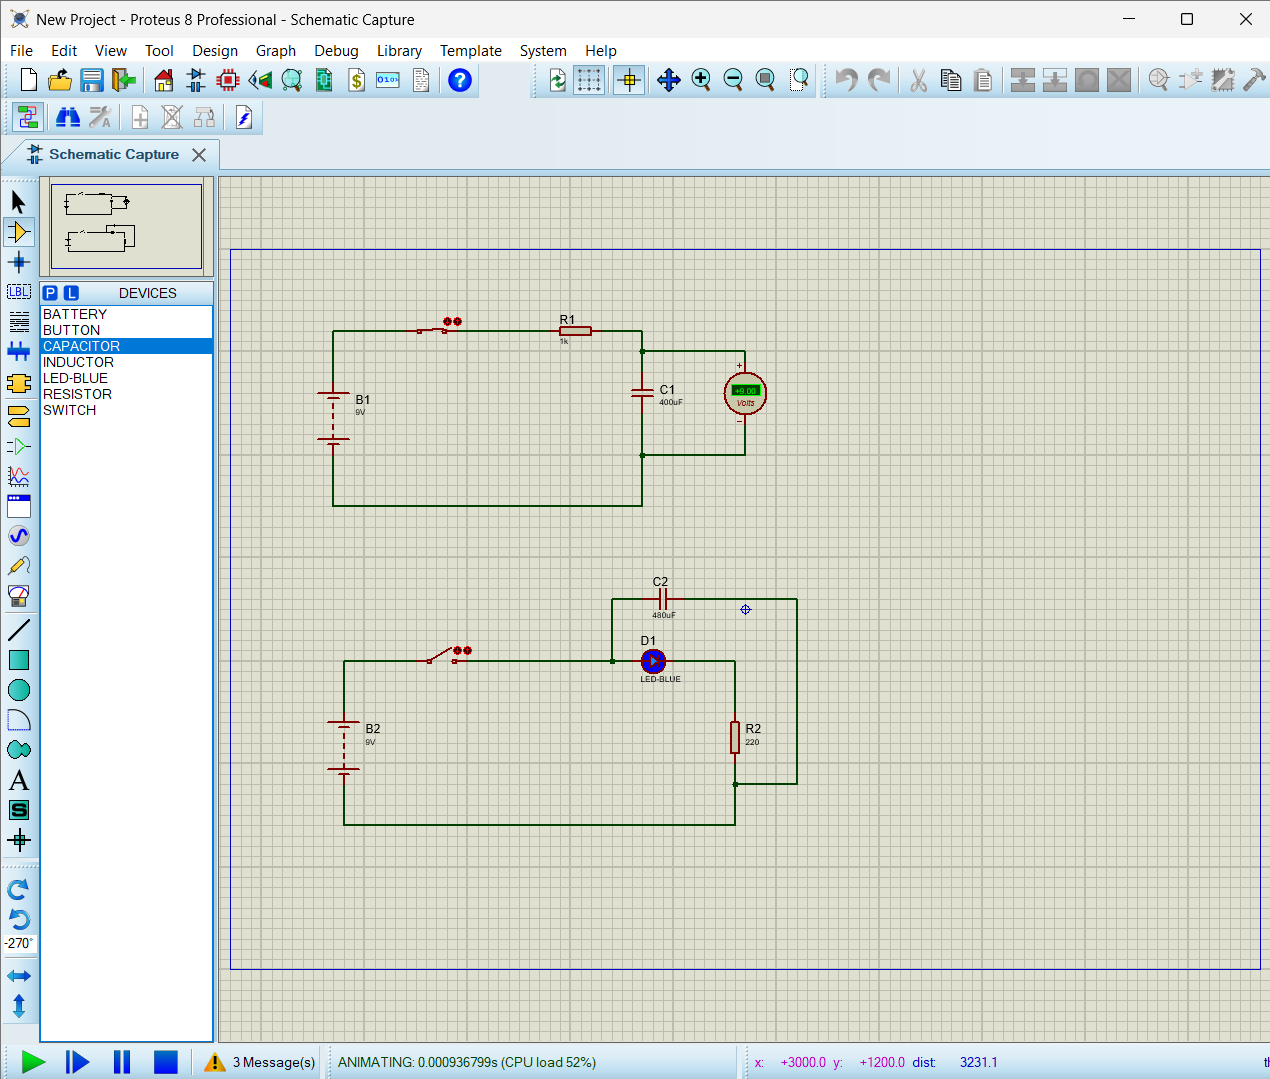 New Project - Proteus 8 Professional - Schematic Capture
File Edit View Tool Design Graph Debug Library Template System Help
$ 0101 ?
A
Schematic Capture
LBL
P L DEVICES
BATTERY
BUTTON
CAPACITOR
INDUCTOR
LED-BLUE
RESISTOR
SWITCH
R1
1k
B1
9V
C1
400uF
+
+9.00
Volts
-
C2
480uF
D1
LED-BLUE
B2
9V
R2
220
A
S
-270°
3 Message(s) ANIMATING: 0.000936799s (CPU load 52%) x: +3000.0 y: +1200.0 dist: 3231.1 th